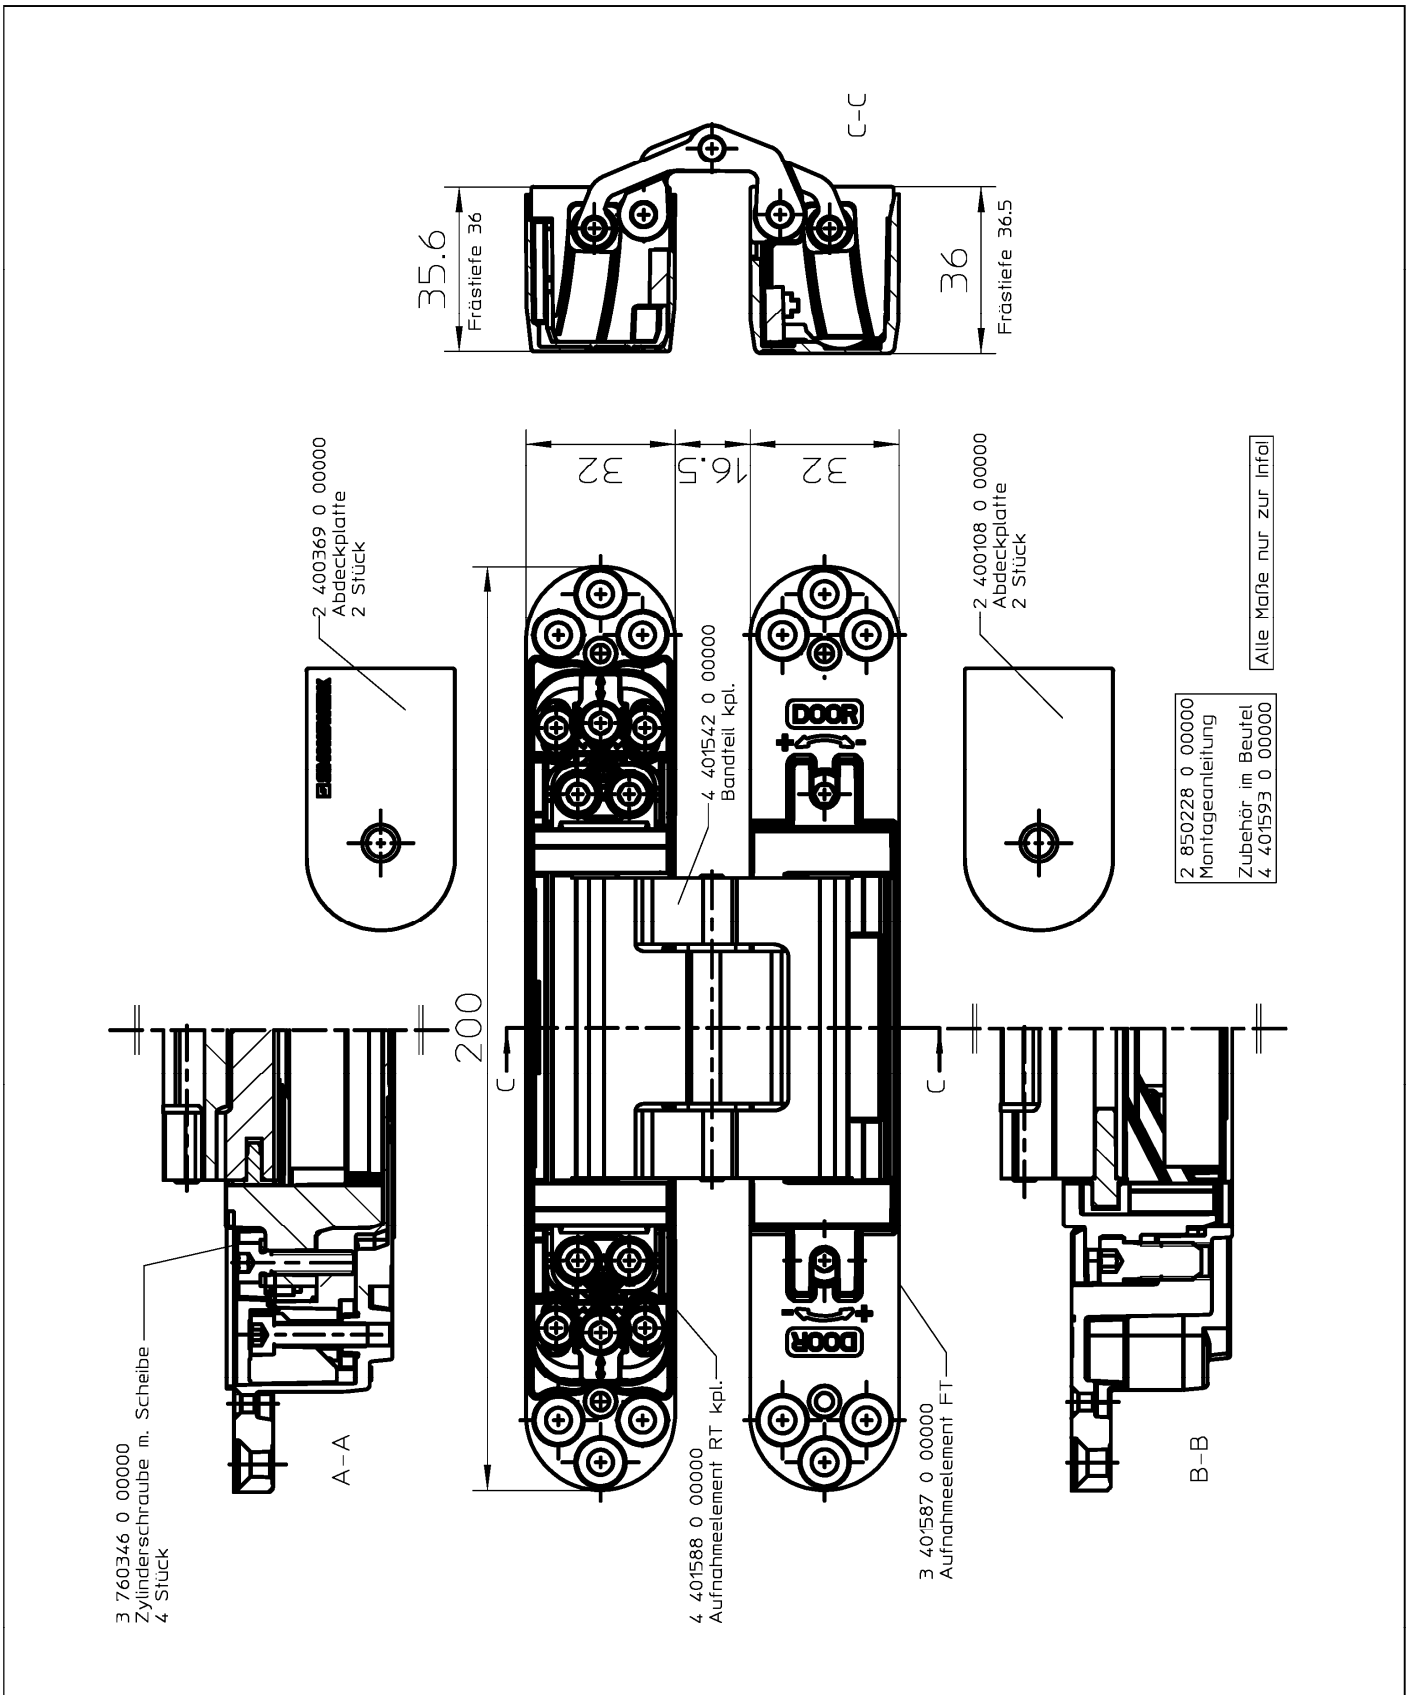 3 760346 0 00000
Zylinderschraube m. Scheibe
4 Stück
A-A
4 401588 0 00000
Aufnahmeelement RT kpl.
3 401587 0 00000
Aufnahmeelement FT
B-B
200
C
C
DOOR
- +
DOOR
+ -
4 401542 0 00000
Bandteil kpl.
SIMONSWERK
2 400369 0 00000
Abdeckplatte
2 Stück
32
16.5
32
2 400108 0 00000
Abdeckplatte
2 Stück
2 850228 0 00000
Montageanleitung
Zubehör im Beutel
4 401593 0 00000
Alle Maße nur zur Info!
35.6
Frästiefe 36
36
Frästiefe 36.5
C-C